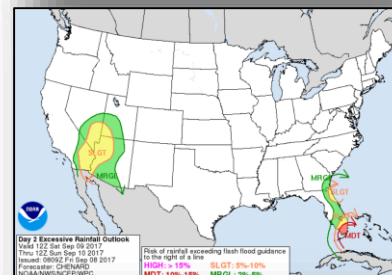 SLGT
MRGL
MRGL
SLGT
MDT
NOAA
Day 2 Excessive Rainfall Outlook
Valid 12Z Sat Sep 09 2017
Thru 12Z Sun Sep 10 2017
Issued: 0809Z Fri Sep 08 2017
Forecaster: CHENARD
NOAA/NWS/NCEP/WPC
Risk of rainfall exceeding flash flood guidance
to the right of a line
HIGH: > 15% SLGT: 5%-10%
MDT: 10%-15% MRGL: 2%-5%